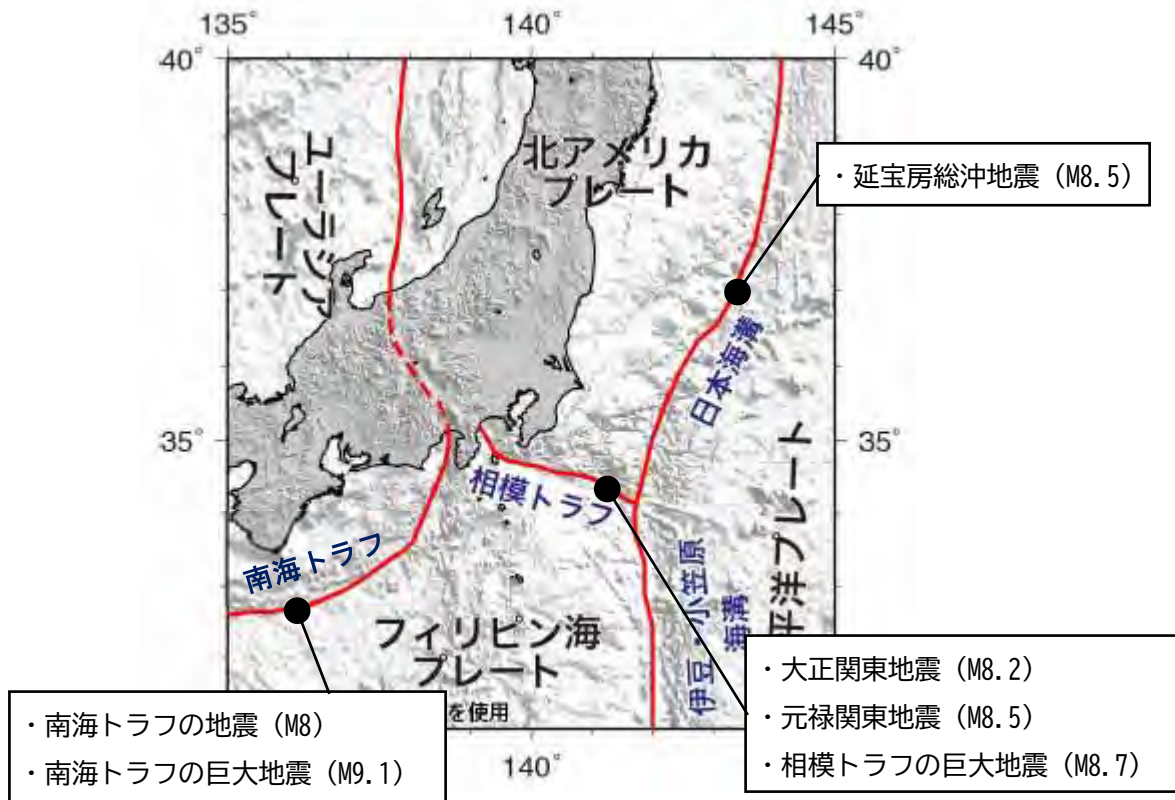 135°
140°
145°
40°
40°
ユーラシア
プレート
北アメリカ
プレート
・延宝房総沖地震 (M8.5)
日本海溝
35°
35°
相模トラフ
平洋プレート
南海トラフ
伊豆・小笠原
海溝
フィリピン海
プレート
・大正関東地震 (M8.2)
・元禄関東地震 (M8.5)
・相模トラフの巨大地震 (M8.7)
を使用
・南海トラフの地震 (M8)
・南海トラフの巨大地震 (M9.1)
140°